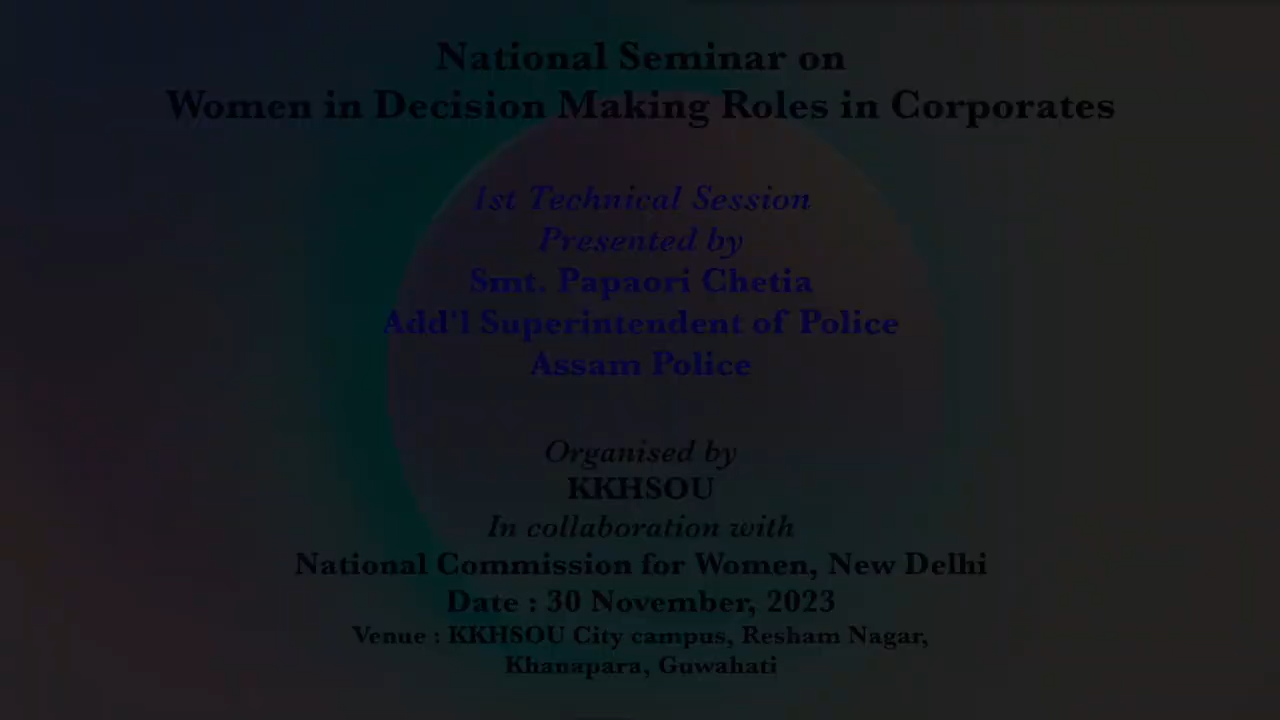 National Seminar on
Women in Decision Making Roles in Corporates
1st Technical Session
Presented by
Smt. Papaori Chetia
Add'l Superintendent of Police
Assam Police
Organised by
KKHSOU
In collaboration with
National Commission for Women, New Delhi
Date : 30 November, 2023
Venue : KKHSOU City campus, Resham Nagar,
Khanapara, Guwahati